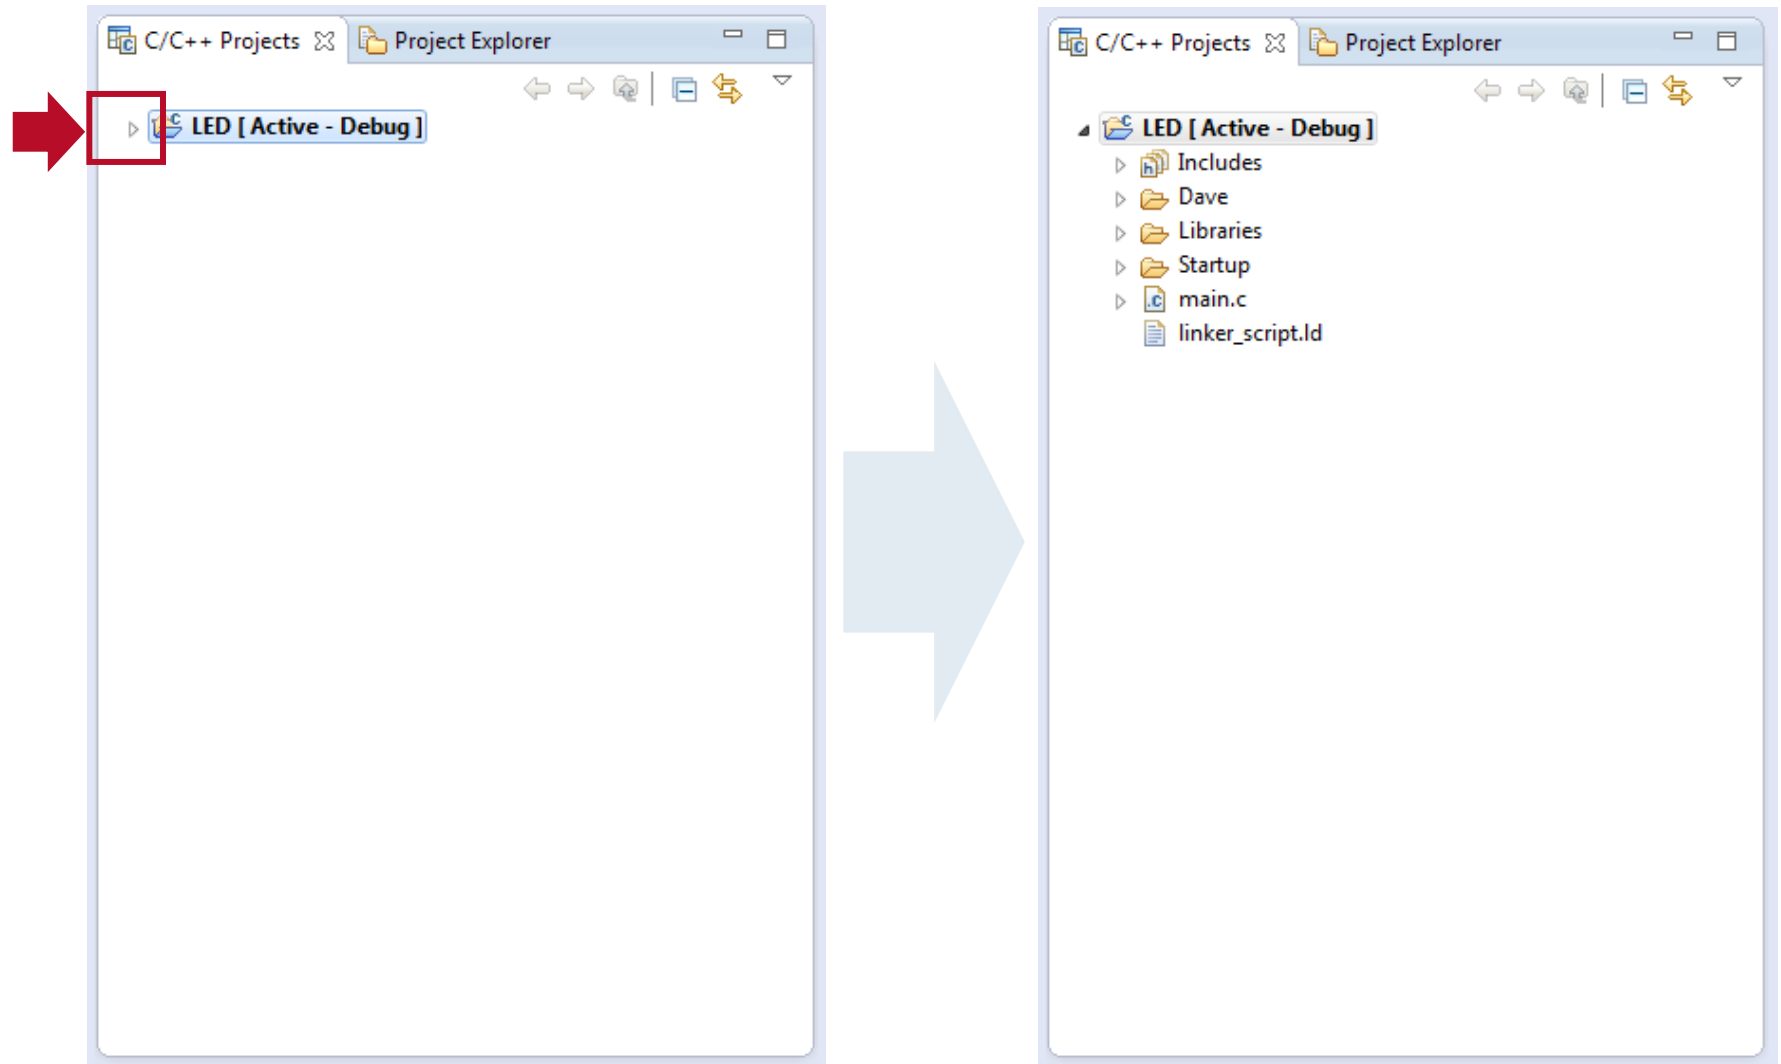 C/C++ Projects Project Explorer
LED [ Active - Debug ]
C/C++ Projects Project Explorer
LED [ Active - Debug ]
Includes
Dave
Libraries
Startup
main.c
linker_script.ld